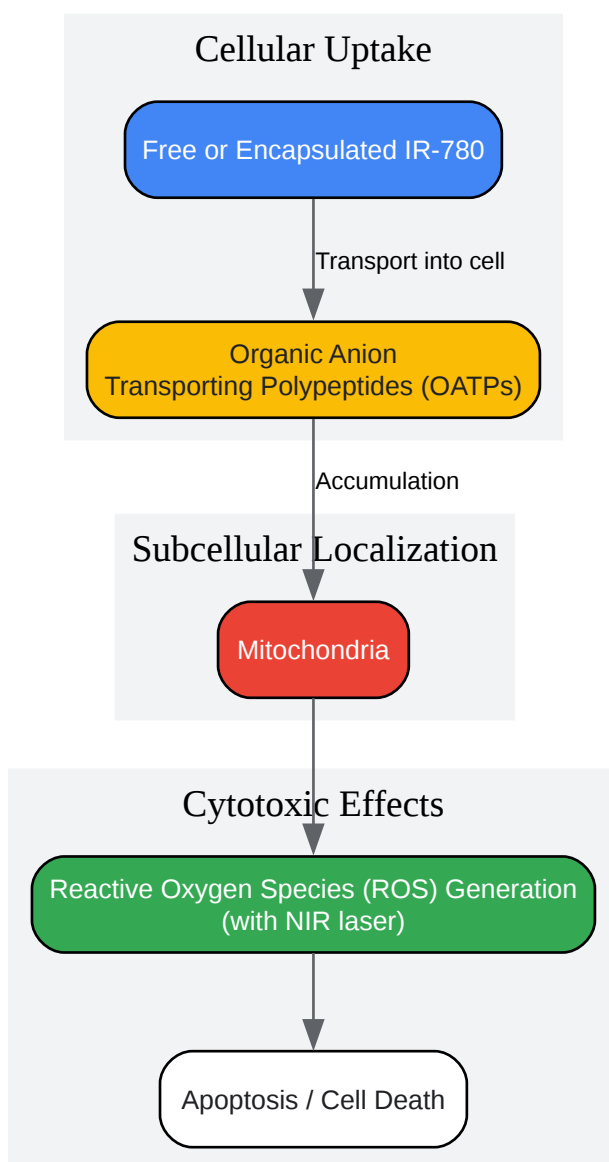 Cellular Uptake
Free or Encapsulated IR-780
Transport into cell
Organic Anion
Transporting Polypeptides (OATPs)
Accumulation
Subcellular Localization
Mitochondria
Cytotoxic Effects
Reactive Oxygen Species (ROS) Generation
(with NIR laser)
Apoptosis / Cell Death